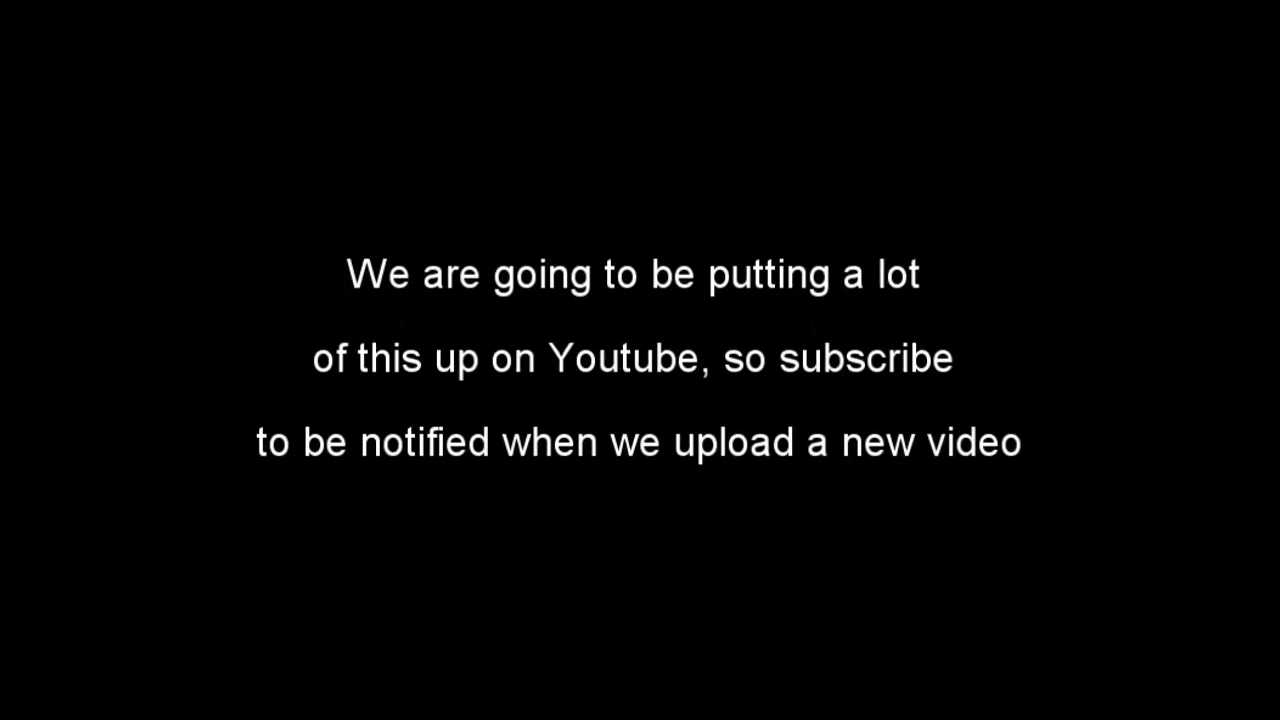 We are going to be putting a lot
of this up on Youtube, so subscribe
to be notified when we upload a new video